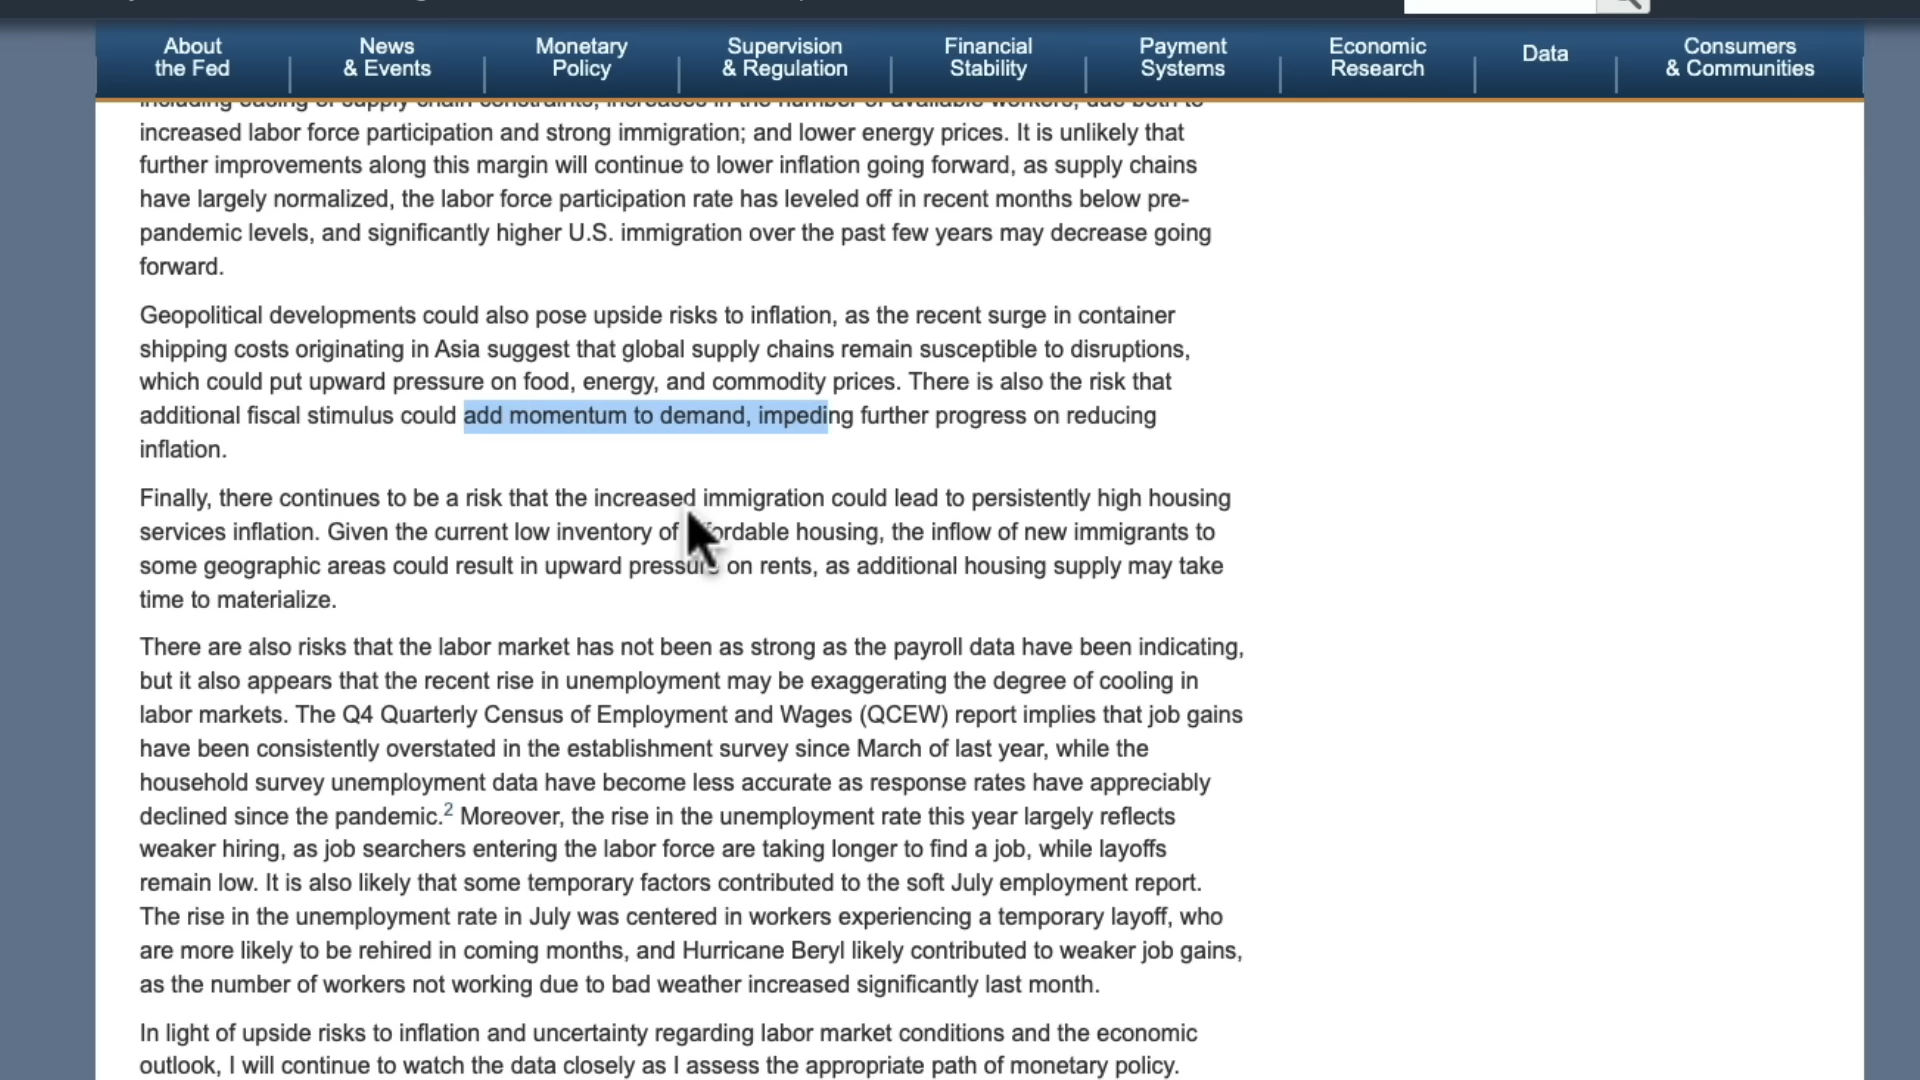 About
the Fed
News
& Events
Monetary
Policy
Supervision
& Regulation
Financial
Stability
Payment
Systems
Economic
Research
Data
Consumers
& Communities
including easing of supply chain constraints; increases in the number of available workers, due both to
increased labor force participation and strong immigration; and lower energy prices. It is unlikely that
further improvements along this margin will continue to lower inflation going forward, as supply chains
have largely normalized, the labor force participation rate has leveled off in recent months below pre-
pandemic levels, and significantly higher U.S. immigration over the past few years may decrease going
forward.
Geopolitical developments could also pose upside risks to inflation, as the recent surge in container
shipping costs originating in Asia suggest that global supply chains remain susceptible to disruptions,
which could put upward pressure on food, energy, and commodity prices. There is also the risk that
additional fiscal stimulus could add momentum to demand, impeding further progress on reducing
inflation.
Finally, there continues to be a risk that the increased immigration could lead to persistently high housing
services inflation. Given the current low inventory of affordable housing, the inflow of new immigrants to
some geographic areas could result in upward pressure on rents, as additional housing supply may take
time to materialize.
There are also risks that the labor market has not been as strong as the payroll data have been indicating,
but it also appears that the recent rise in unemployment may be exaggerating the degree of cooling in
labor markets. The Q4 Quarterly Census of Employment and Wages (QCEW) report implies that job gains
have been consistently overstated in the establishment survey since March of last year, while the
household survey unemployment data have become less accurate as response rates have appreciably
declined since the pandemic.2 Moreover, the rise in the unemployment rate this year largely reflects
weaker hiring, as job searchers entering the labor force are taking longer to find a job, while layoffs
remain low. It is also likely that some temporary factors contributed to the soft July employment report.
The rise in the unemployment rate in July was centered in workers experiencing a temporary layoff, who
are more likely to be rehired in coming months, and Hurricane Beryl likely contributed to weaker job gains,
as the number of workers not working due to bad weather increased significantly last month.
In light of upside risks to inflation and uncertainty regarding labor market conditions and the economic
outlook, I will continue to watch the data closely as I assess the appropriate path of monetary policy.